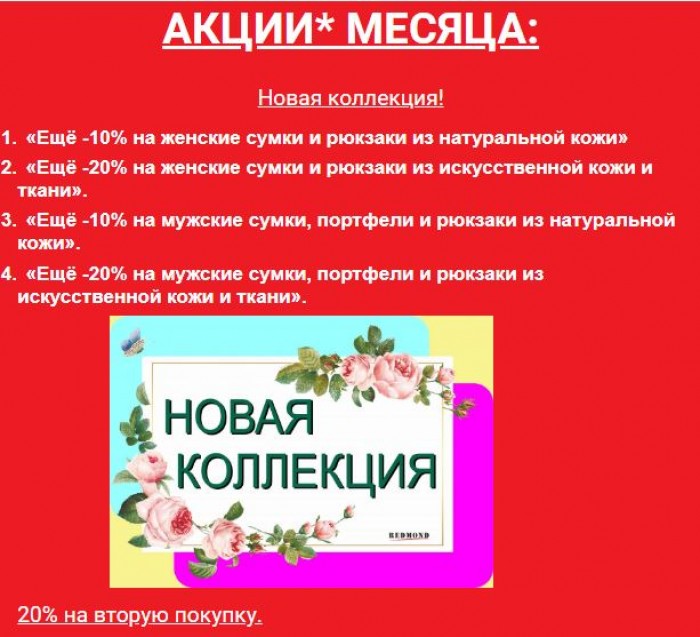 АКЦИИ* МЕСЯЦА:
Новая коллекция!
1. «Ещё -10% на женские сумки и рюкзаки из натуральной кожи»
2. «Ещё -20% на женские сумки и рюкзаки из искусственной кожи и
ткани».
3. «Ещё -10% на мужские сумки, портфели и рюкзаки из натуральной
кожи».
4. «Ещё -20% на мужские сумки, портфели и рюкзаки из
искусственной кожи и ткани».
НОВАЯ
КОЛЛЕКЦИЯ
REDMOND
20% на вторую покупку.